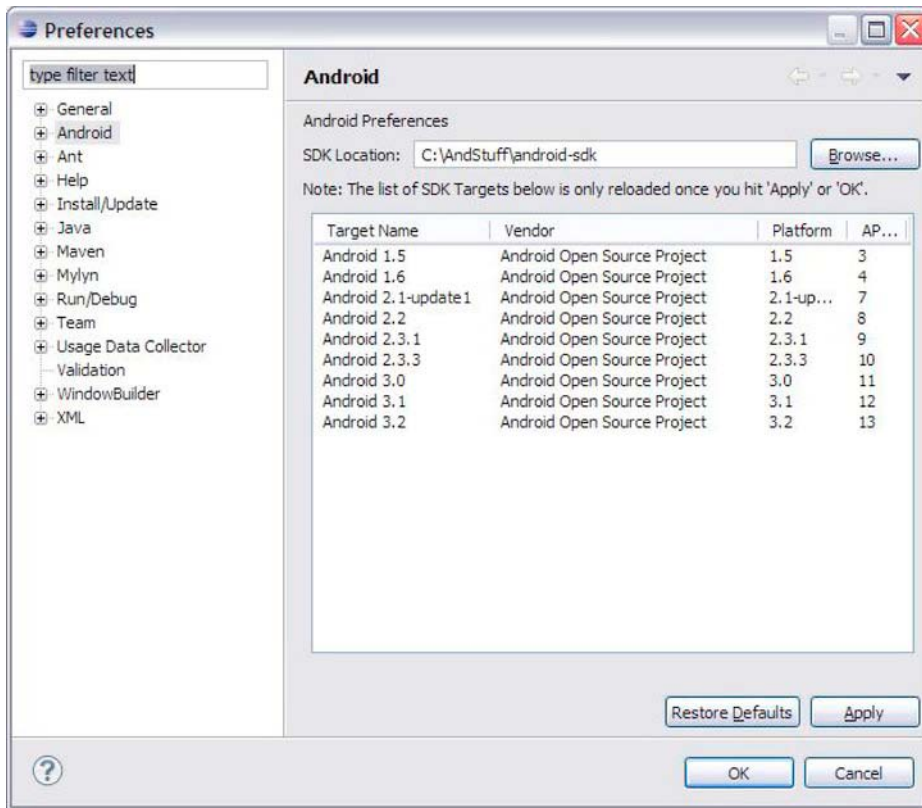 Preferences
type filter text
General
Android
Ant
Help
Install/Update
Java
Maven
Mylyn
Run/Debug
Team
Usage Data Collector
Validation
WindowBuilder
XML
Android
Android Preferences
SDK Location: C:\AndStuff\android-sdk Browse...
Note: The list of SDK Targets below is only reloaded once you hit 'Apply' or 'OK'.
Target Name Vendor Platform AP...
Android 1.5 Android Open Source Project 1.5 3
Android 1.6 Android Open Source Project 1.6 4
Android 2.1-update1 Android Open Source Project 2.1-up... 7
Android 2.2 Android Open Source Project 2.2 8
Android 2.3.1 Android Open Source Project 2.3.1 9
Android 2.3.3 Android Open Source Project 2.3.3 10
Android 3.0 Android Open Source Project 3.0 11
Android 3.1 Android Open Source Project 3.1 12
Android 3.2 Android Open Source Project 3.2 13
Restore Defaults Apply
? OK Cancel